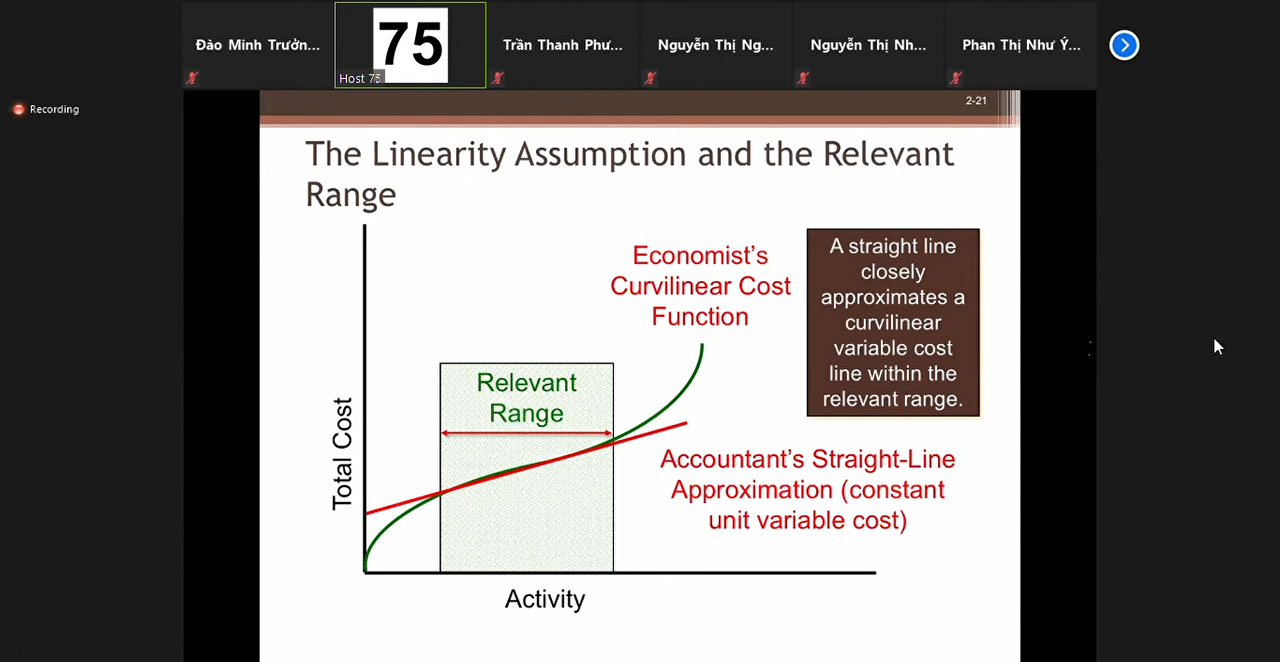 Đào Minh Trưởn...
75
Host 75
Trần Thanh Phư...
Nguyễn Thị Ng...
Nguyễn Thị Nh...
Phan Thị Như Ý...
Recording
2-21
The Linearity Assumption and the Relevant
Range
Economist's
Curvilinear Cost
Function
A straight line
closely
approximates a
curvilinear
variable cost
line within the
relevant range.
Relevant
Range
Total Cost
Accountant's Straight-Line
Approximation (constant
unit variable cost)
Activity